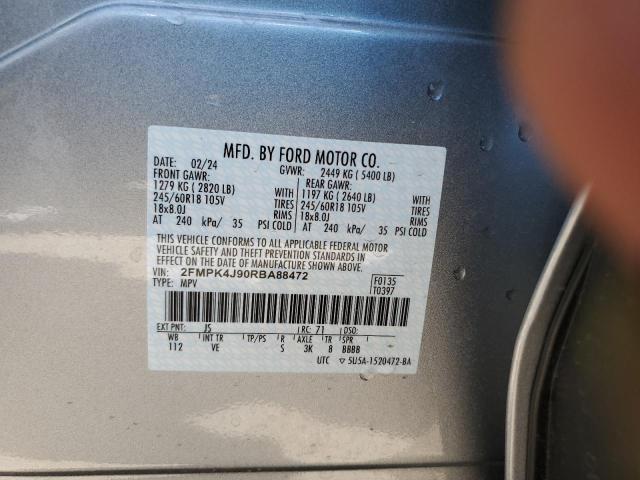 MFD. BY FORD MOTOR CO.
DATE: 02/24 GVWR: 2449 KG ( 5400 LB)
FRONT GAWR: REAR GAWR:
1279 KG ( 2820 LB) WITH 1197 KG ( 2640 LB) WITH
245/60R18 105V TIRES 245/60R18 105V TIRES
18x8.0J RIMS 18x8.0J RIMS
AT 240 kPa/ 35 PSI COLD AT 240 kPa/ 35 PSI COLD
THIS VEHICLE CONFORMS TO ALL APPLICABLE FEDERAL MOTOR
VEHICLE SAFETY AND THEFT PREVENTION STANDARDS IN
EFFECT ON THE DATE OF MANUFACTURE SHOWN ABOVE.
VIN: 2FMPK4J90RBA88472 F0135
TYPE: MPV T0397
EXT PNT: JS RC: 71 DSO:
WB INT TR TP/PS R AXLE TR SPR
112 VE S 3K 8 BBBB
UTC ▽ 5U5A-1520472-BA